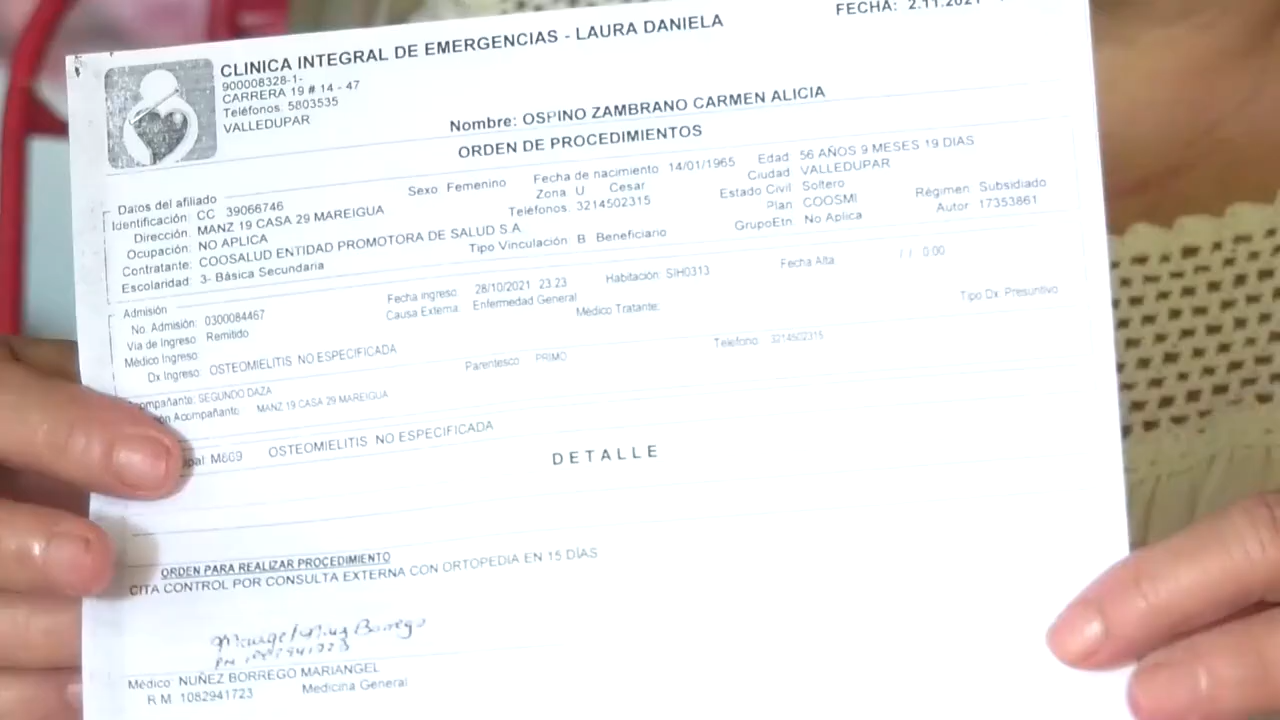 FECHA: 2.11.2021
CLINICA INTEGRAL DE EMERGENCIAS - LAURA DANIELA
900008328-1-
CARRERA 19 # 14 - 47
Teléfonos: 5803535
VALLEDUPAR
Nombre: OSPINO ZAMBRANO CARMEN ALICIA
ORDEN DE PROCEDIMIENTOS
Datos del afiliado
Identificación: CC 39066746 Sexo Femenino Fecha de nacimiento 14/01/1965 Edad 56 AÑOS 9 MESES 19 DIAS
Dirección: MANZ 19 CASA 29 MAREIGUA Zona U Cesar Ciudad VALLEDUPAR
Ocupación: NO APLICA Teléfonos: 3214502315 Estado Civil Soltero Régimen Subsidiado
Contratante: COOSALUD ENTIDAD PROMOTORA DE SALUD S.A Plan COOSMI Autor 17353861
Escolaridad: 3- Básica Secundaria Tipo Vinculación B Beneficiario GrupoEtn: No Aplica
Admisión
No. Admisión: 0300084467 Fecha ingreso: 28/10/2021 23:23 Habitación: SIH0313 Fecha Alta / / 0:00
Via de Ingreso Remitido Causa Externa: Enfermedad General
Médico Ingreso: Médico Tratante: Tipo Dx: Presuntivo
Dx Ingreso: OSTEOMIELITIS NO ESPECIFICADA
ompañante: SEGUNDO DAZA Parentesco PRIMO Telefono 3214502315
ón Acompañante MANZ 19 CASA 29 MAREIGUA
ipal M869 OSTEOMIELITIS NO ESPECIFICADA
DETALLE
ORDEN PARA REALIZAR PROCEDIMIENTO
CITA CONTROL POR CONSULTA EXTERNA CON ORTOPEDIA EN 15 DÍAS
Borrego
Médico: NUÑEZ BORREGO MARIANGEL
R.M. 1082941723 Medicina General